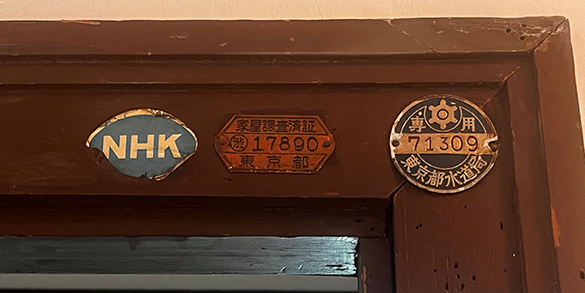 NHK
家屋調査済証
渋 17890
東京都
専用
71309
東京都水道局